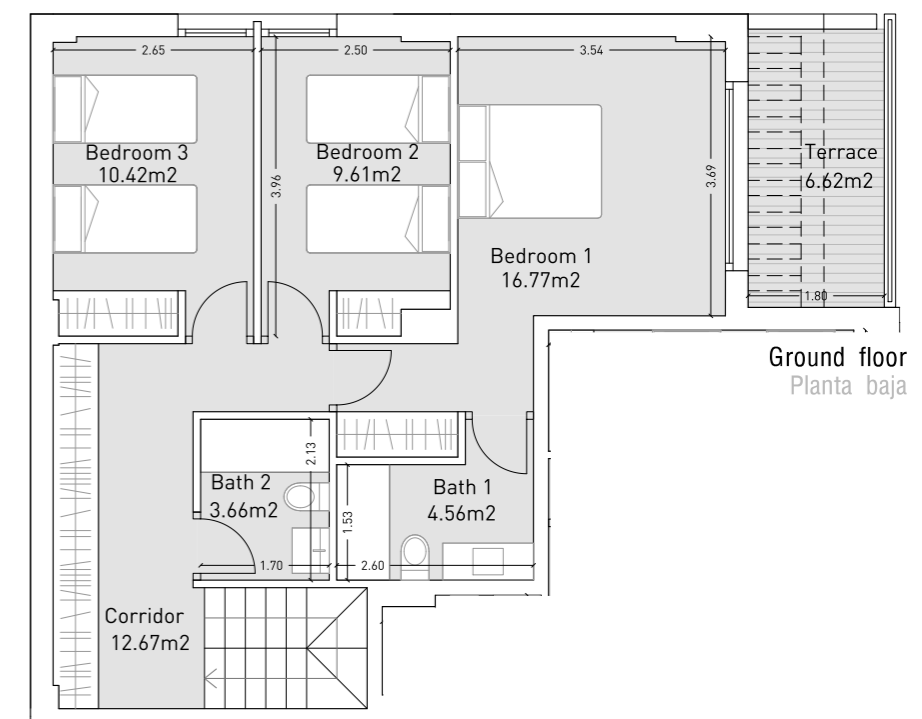 2.65
2.50
3.54
Bedroom 3
10.42m2
Bedroom 2
9.61m2
3.96
3.69
Terrace
6.62m2
Bedroom 1
16.77m2
1.80
Ground floor
Planta baja
2.13
Bath 2
3.66m2
1.53
Bath 1
4.56m2
1.70
2.60
Corridor
12.67m2